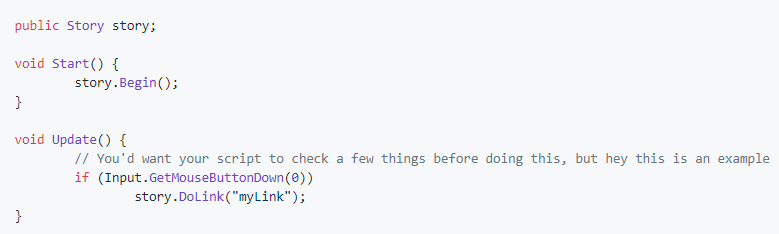 public Story story;
void Start() {
story.Begin();
}
void Update() {
// You'd want your script to check a few things before doing this, but hey this is an example
if (Input.GetMouseButtonDown(0))
story.DoLink("myLink");
}